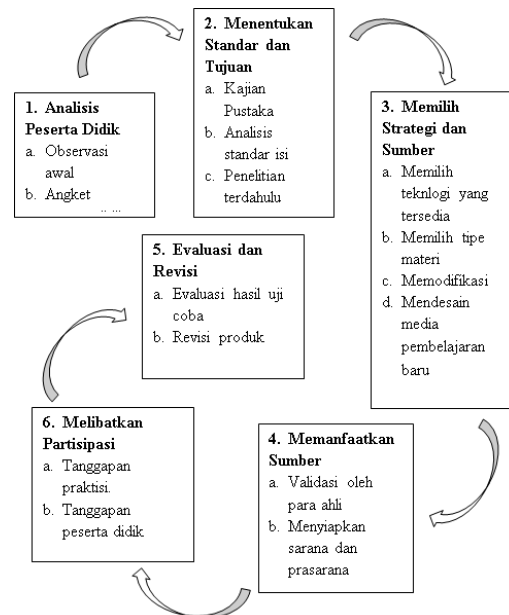 1. Analisis
Peserta Didik
a. Observasi
awal
b. Angket
2. Menentukan
Standar dan
Tujuan
a. Kajian
Pustaka
b. Analisis
standar isi
c. Penelitian
terdahulu
3. Memilih
Strategi dan
Sumber
a. Memilih
teknlogi yang
tersedia
b. Memilih tipe
materi
c. Memodifikasi
d. Mendesain
media
pembelajaran
baru
4. Memanfaatkan
Sumber
a. Validasi oleh
para ahli
b. Menyiapkan
sarana dan
prasarana
5. Evaluasi dan
Revisi
a. Evaluasi hasil uji
coba
b. Revisi produk
6. Melibatkan
Partisipasi
a. Tanggapan
praktisi.
b. Tanggapan
peserta didik